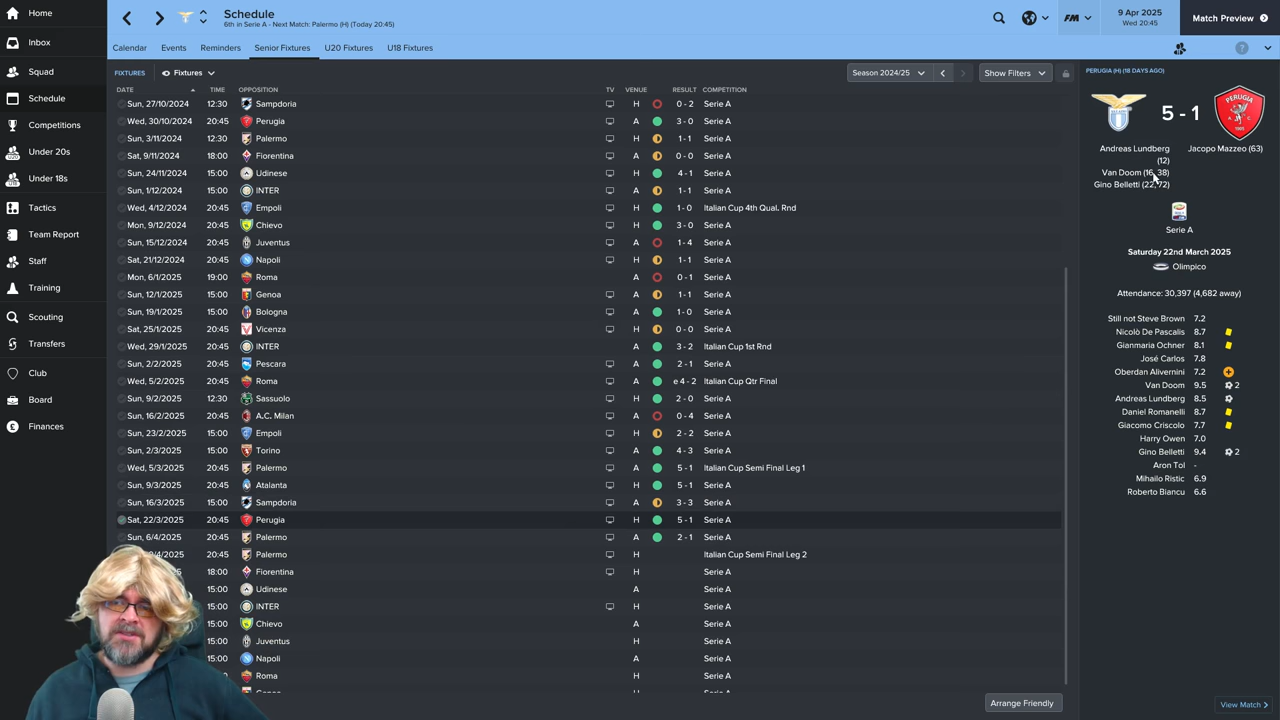 Home
Inbox
Squad
Schedule
Competitions
Under 20s
Under 18s
Tactics
Team Report
Staff
Training
Scouting
Transfers
Club
Board
Finances
Schedule
6th in Serie A - Next Match: Palermo (H) (Today 20:45)
FM
9 Apr 2025
Wed 20:45
Match Preview
Calendar Events Reminders Senior Fixtures U20 Fixtures U18 Fixtures
FIXTURES Fixtures
Season 2024/25 Show Filters
DATE TIME OPPOSITION TV VENUE RESULT COMPETITION
Sun, 27/10/2024 12:30 Sampdoria H 0 - 2 Serie A
Wed, 30/10/2024 20:45 Perugia A 3 - 0 Serie A
Sun, 3/11/2024 12:30 Palermo H 1 - 1 Serie A
Sat, 9/11/2024 18:00 Fiorentina A 0 - 0 Serie A
Sun, 24/11/2024 15:00 Udinese H 4 - 1 Serie A
Sun, 1/12/2024 15:00 INTER A 1 - 1 Serie A
Wed, 4/12/2024 20:45 Empoli H 1 - 0 Italian Cup 4th Qual. Rnd
Mon, 9/12/2024 20:45 Chievo H 3 - 0 Serie A
Sun, 15/12/2024 20:45 Juventus A 1 - 4 Serie A
Sat, 21/12/2024 20:45 Napoli H 1 - 1 Serie A
Mon, 6/1/2025 19:00 Roma A 0 - 1 Serie A
Sun, 12/1/2025 15:00 Genoa A 1 - 1 Serie A
Sun, 19/1/2025 15:00 Bologna A 1 - 0 Serie A
Sat, 25/1/2025 20:45 Vicenza H 0 - 0 Serie A
Wed, 29/1/2025 20:45 INTER A 3 - 2 Italian Cup 1st Rnd
Sun, 2/2/2025 20:45 Pescara A 2 - 1 Serie A
Wed, 5/2/2025 20:45 Roma A e 4 - 2 Italian Cup Qtr Final
Sun, 9/2/2025 12:30 Sassuolo H 2 - 0 Serie A
Sun, 16/2/2025 20:45 A.C. Milan A 0 - 4 Serie A
Sun, 23/2/2025 15:00 Empoli H 2 - 2 Serie A
Sun, 2/3/2025 15:00 Torino A 4 - 3 Serie A
Wed, 5/3/2025 20:45 Palermo A 5 - 1 Italian Cup Semi Final Leg 1
Sun, 9/3/2025 20:45 Atalanta H 5 - 1 Serie A
Sun, 16/3/2025 15:00 Sampdoria A 3 - 3 Serie A
Sat, 22/3/2025 20:45 Perugia H 5 - 1 Serie A
Sun, 6/4/2025 20:45 Palermo A 2 - 1 Serie A
/4/2025 20:45 Palermo H Italian Cup Semi Final Leg 2
18:00 Fiorentina H Serie A
15:00 Udinese A Serie A
15:00 INTER H Serie A
15:00 Chievo A Serie A
15:00 Juventus H Serie A
15:00 Napoli A Serie A
15:00 Roma H Serie A
Arrange Friendly
PERUGIA (H) (18 DAYS AGO)
5 - 1
PERUGIA
A C
1905
Andreas Lundberg
(12)
Van Doom (16, 38)
Gino Belletti (22, 72)
Jacopo Mazzeo (63)
Serie A
Saturday 22nd March 2025
Olimpico
Attendance: 30,397 (4,682 away)
Still not Steve Brown 7.2
Nicolò De Pascalis 8.7
Gianmaria Ochner 8.1
José Carlos 7.8
Oberdan Alivernini 7.2
Van Doom 9.5 2
Andreas Lundberg 8.5
Daniel Romanelli 8.7
Giacomo Criscolo 7.7
Harry Owen 7.0
Gino Belletti 9.4 2
Aron Tol -
Mihailo Ristic 6.9
Roberto Biancu 6.6
View Match